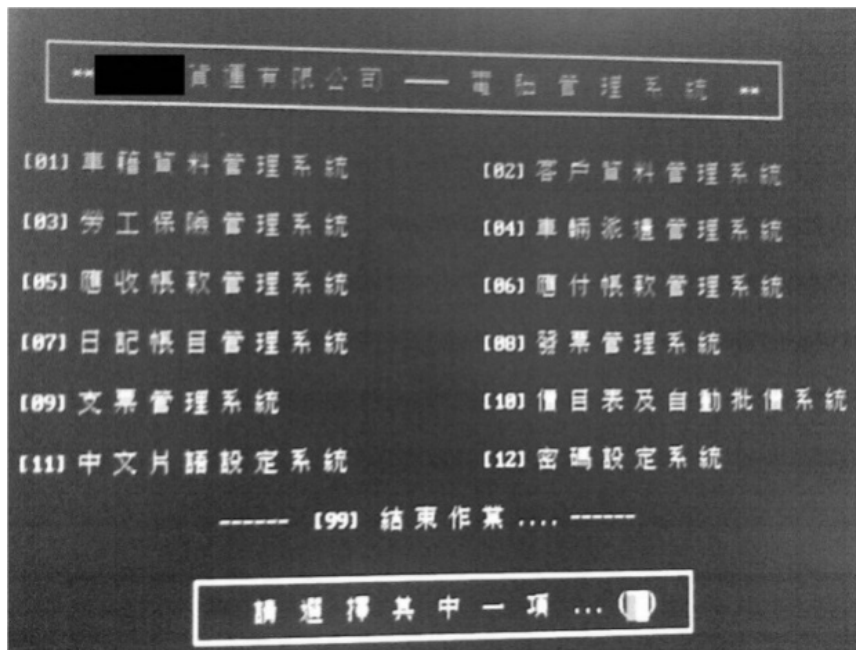 ** 貨運有限公司 —— 電腦管理系統 **
[01] 車籍資料管理系統 [02] 客戶資料管理系統
[03] 勞工保險管理系統 [04] 車輛派遣管理系統
[05] 應收帳款管理系統 [06] 應付帳款管理系統
[07] 日記帳目管理系統 [08] 發票管理系統
[09] 支票管理系統 [10] 價目表及自動批價系統
[11] 中文片語設定系統 [12] 密碼設定系統
------ [99] 結束作業 .... ------
請選擇其中一項 ... ( )